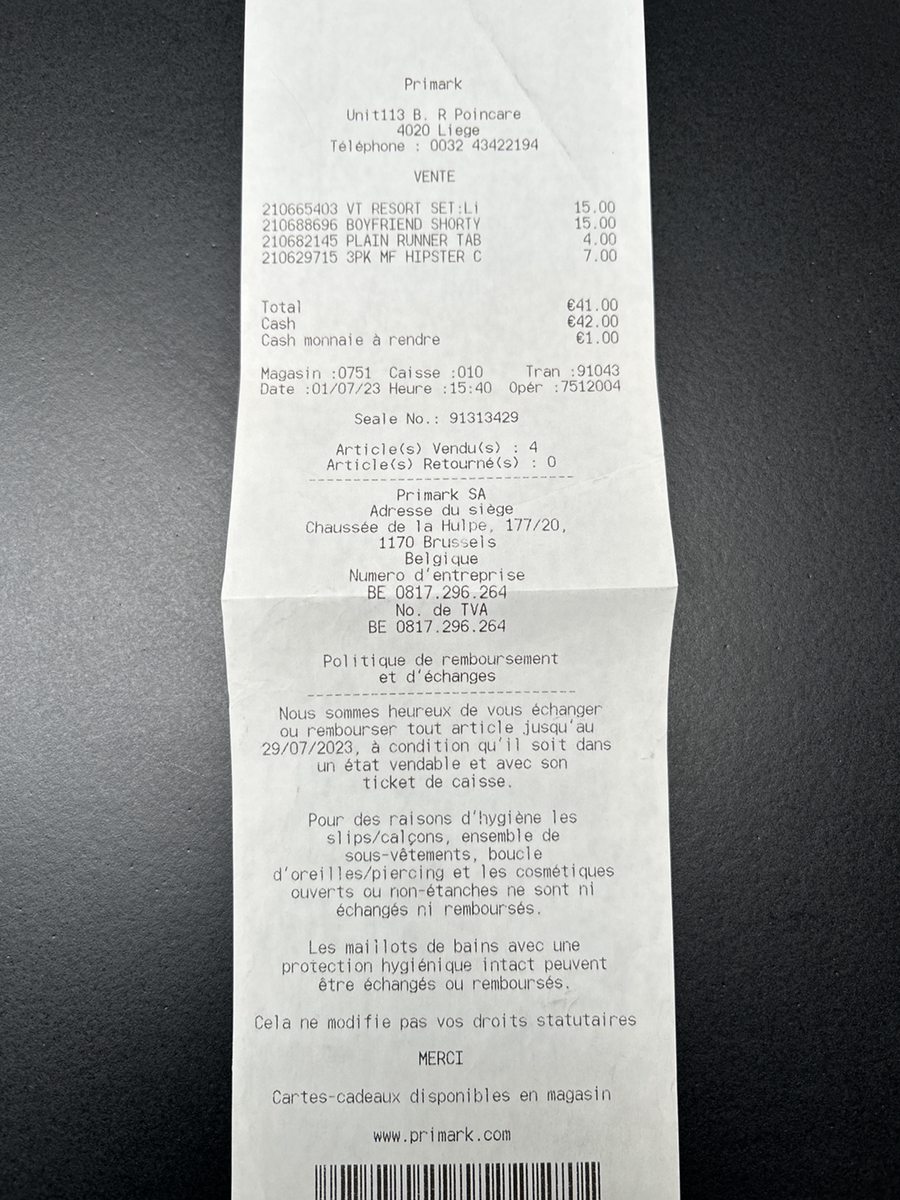 Primark
Unit113 B. R Poincare
4020 Liege
Téléphone : 0032 43422194
VENTE
210665403 VT RESORT SET:Li 15.00
210688696 BOYFRIEND SHORTY 15.00
210682145 PLAIN RUNNER TAB 4.00
210629715 3PK MF HIPSTER C 7.00
Total €41.00
Cash €42.00
Cash monnaie à rendre €1.00
Magasin :0751 Caisse :010 Tran :91043
Date :01/07/23 Heure :15:40 Opér :7512004
Seale No.: 91313429
Article(s) Vendu(s) : 4
Article(s) Retourné(s) : 0
Primark SA
Adresse du siège
Chaussée de la Hulpe, 177/20,
1170 Brussels
Belgique
Numero d'entreprise
BE 0817.296.264
No. de TVA
BE 0817.296.264
Politique de remboursement
et d'échanges
Nous sommes heureux de vous échanger
ou rembourser tout article jusqu'au
29/07/2023, à condition qu'il soit dans
un état vendable et avec son
ticket de caisse.
Pour des raisons d'hygiène les
slips/calçons, ensemble de
sous-vêtements, boucle
d'oreilles/piercing et les cosmétiques
ouverts ou non-étanches ne sont ni
échangés ni remboursés.
Les maillots de bains avec une
protection hygiénique intact peuvent
être échangés ou remboursés.
Cela ne modifie pas vos droits statutaires
MERCI
Cartes-cadeaux disponibles en magasin
www.primark.com